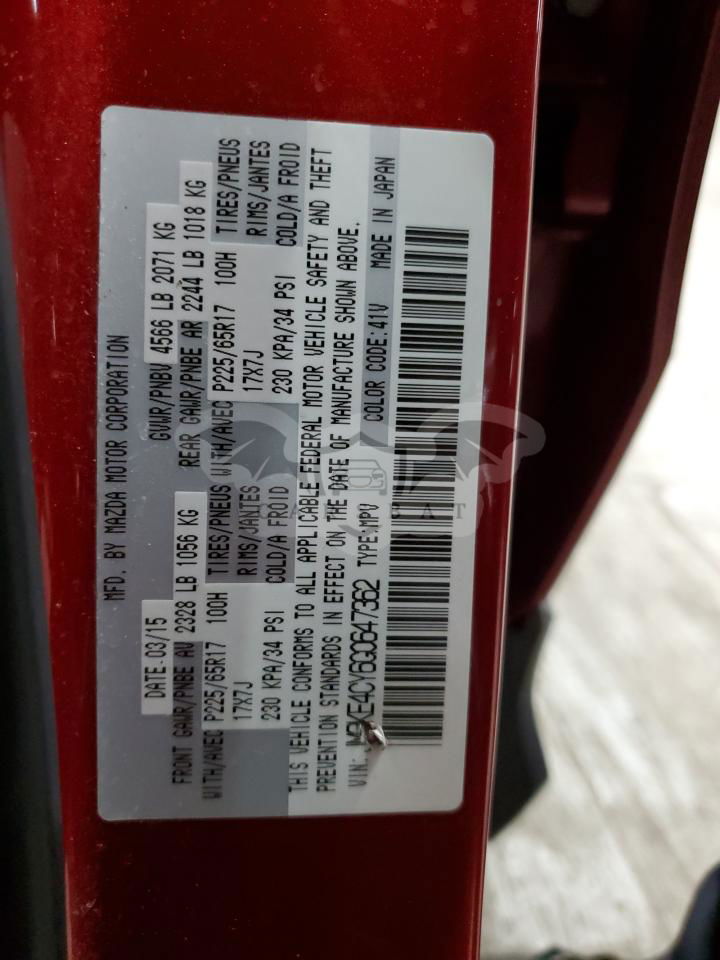 MFD. BY MAZDA MOTOR CORPORATION
DATE: 03/15 GVWR/PNBV 4566 LB 2071 KG
FRONT GAWR/PNBE AV 2328 LB 1056 KG REAR GAWR/PNBE AR 2244 LB 1018 KG
WITH/AVEC P225/65R17 100H TIRES/PNEUS WITH/AVEC P225/65R17 100H TIRES/PNEUS
17X7J RIMS/JANTES 17X7J RIMS/JANTES
230 KPA/34 PSI COLD/A FROID 230 KPA/34 PSI COLD/A FROID
THIS VEHICLE CONFORMS TO ALL APPLICABLE FEDERAL MOTOR VEHICLE SAFETY AND THEFT
PREVENTION STANDARDS IN EFFECT ON THE DATE OF MANUFACTURE SHOWN ABOVE.
VIN: JM3KE4CY6G0647362 TYPE:MPV COLOR CODE:41V MADE IN JAPAN